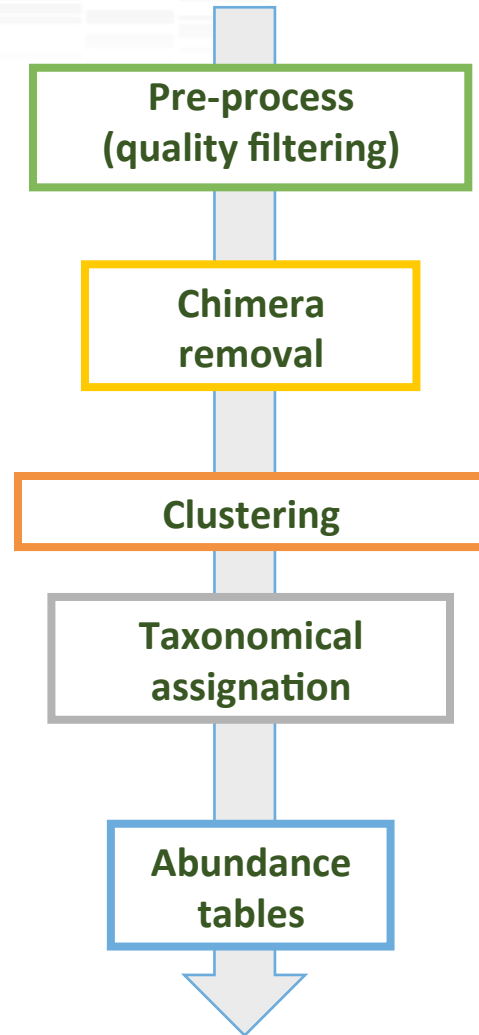 Pre-process
(quality filtering)
Chimera
removal
Clustering
Taxonomical
assignation
Abundance
tables